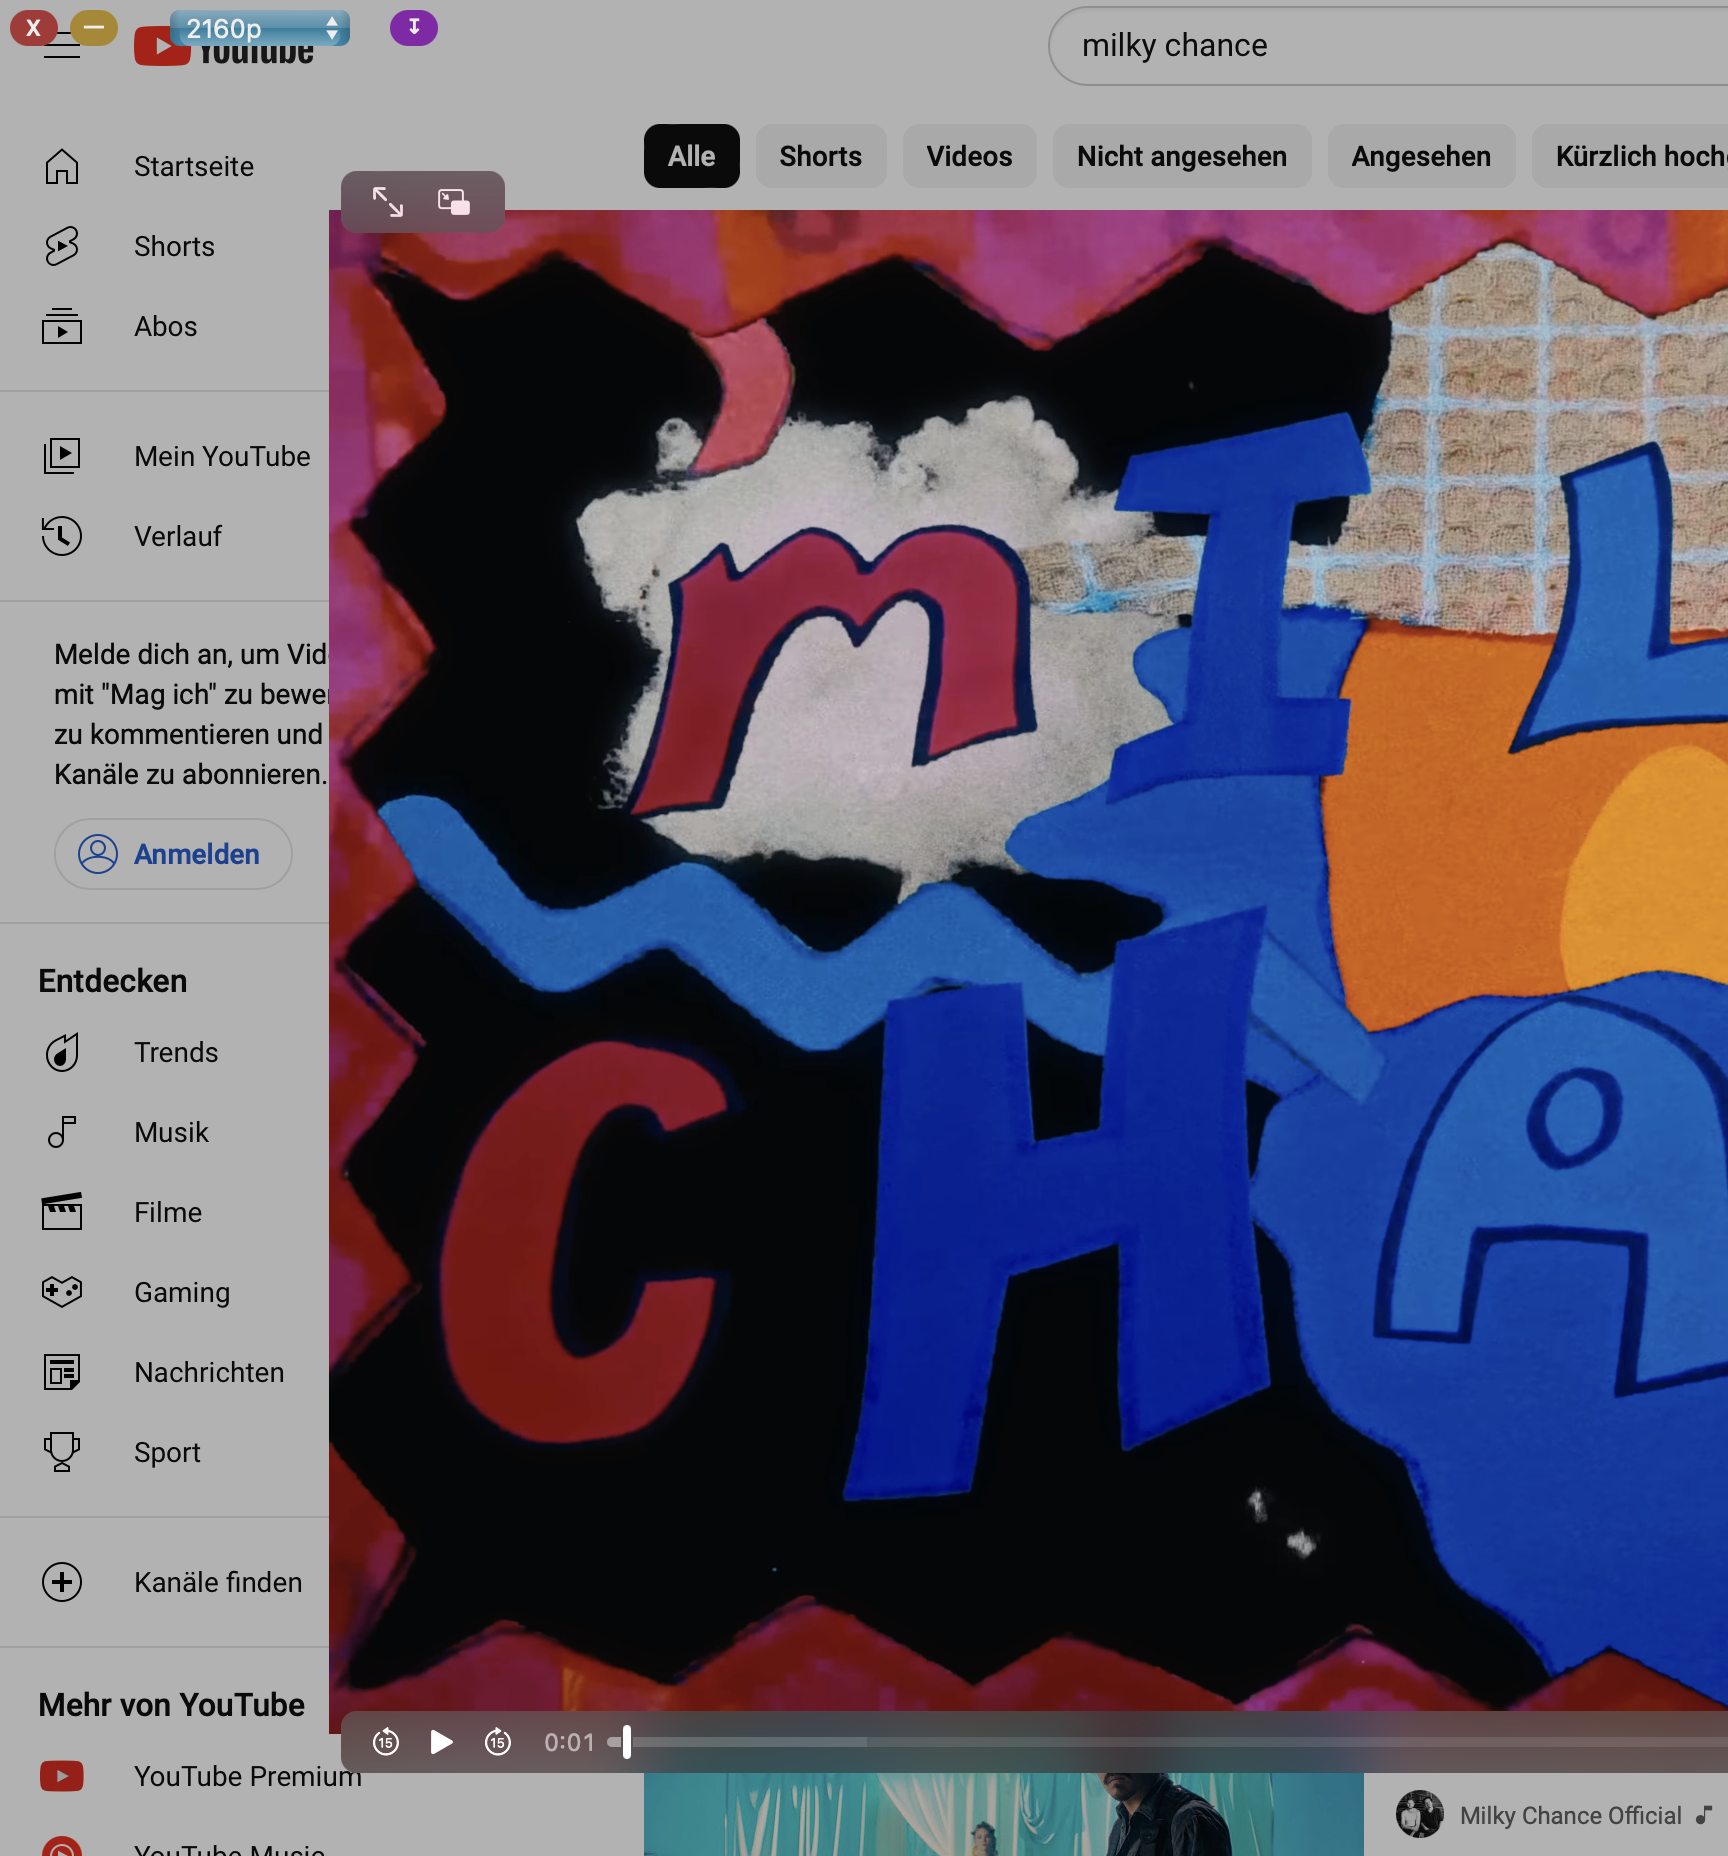 X
2160p
YouTube
milky chance
Alle
Shorts
Videos
Nicht angesehen
Angesehen
Kürzlich hoch
Startseite
Shorts
Abos
Mein YouTube
Verlauf
Melde dich an, um Vid
mit "Mag ich" zu bewe
zu kommentieren und
Kanäle zu abonnieren.
Anmelden
Entdecken
Trends
Musik
Filme
Gaming
Nachrichten
Sport
Kanäle finden
Mehr von YouTube
YouTube Premium
YouTube Music
mIL
CHA
15
15
0:01
Milky Chance Official